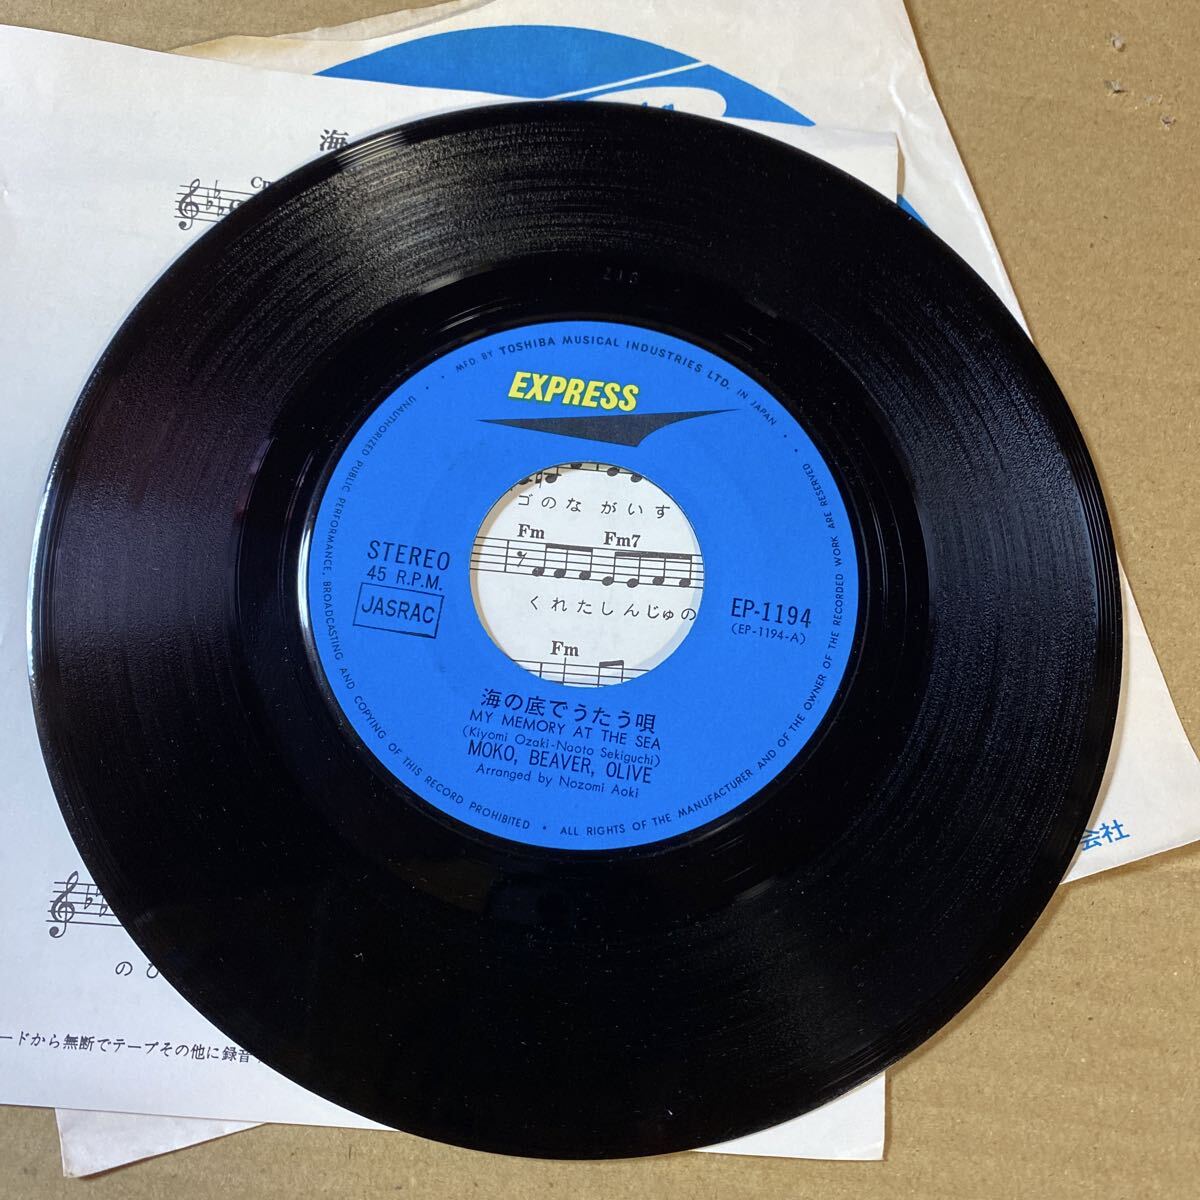 海
Cm
MFD. BY TOSHIBA MUSICAL INDUSTRIES LTD. IN JAPAN
EXPRESS
ゴのながいす
Fm Fm7
くれたしんじゅの
Fm
STEREO
45 R.P.M.
JASRAC
EP-1194
(EP-1194-A)
海の底でうたう唄
MY MEMORY AT THE SEA
(Kiyomi Ozaki-Naoto Sekiguchi)
MOKO, BEAVER, OLIVE
Arranged by Nozomi Aoki
UNAUTHORIZED PUBLIC PERFORMANCE, BROADCASTING AND COPYING OF THIS RECORD PROHIBITED • ALL RIGHTS OF THE MANUFACTURER AND OF THE OWNER OF THE RECORDED WORK ARE RESERVED
会社
のひ
ードから無断でテープその他に録音